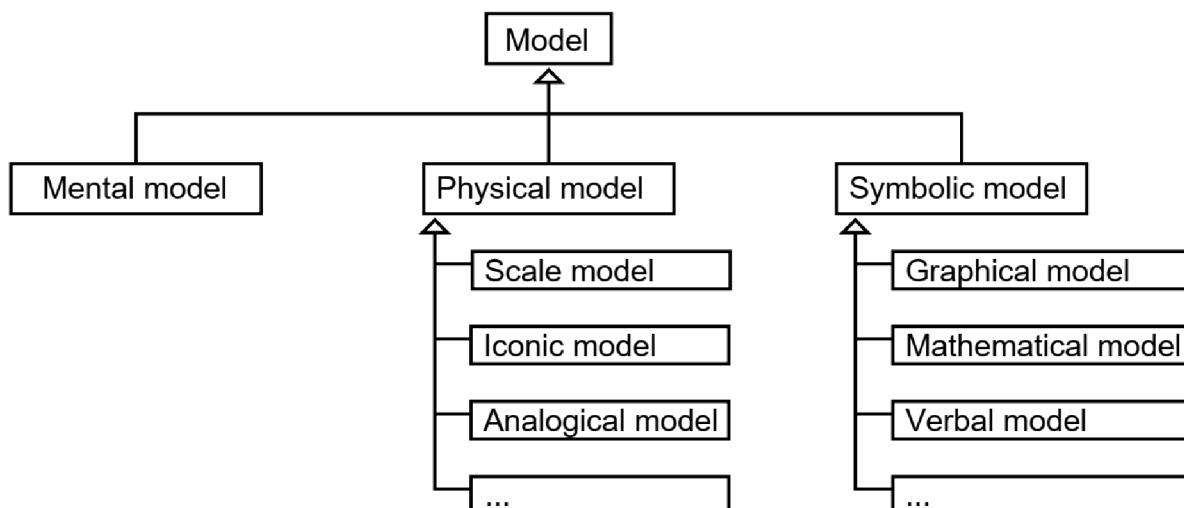 Model
Mental model
Physical model
Symbolic model
Scale model
Iconic model
Analogical model
...
Graphical model
Mathematical model
Verbal model
...